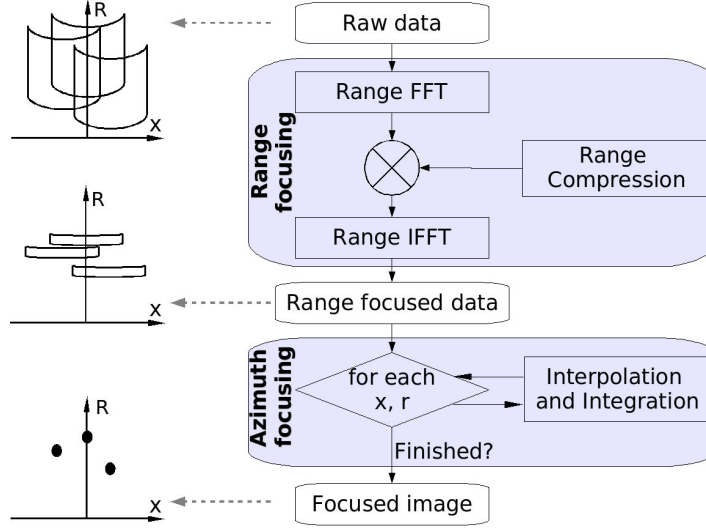 R
x
Raw data
Range FFT
Range
Compression
Range IFFT
Range
focusing
R
x
Range focused data
for each
x, r
Interpolation
and Integration
Azimuth
focusing
Finished?
R
x
Focused image